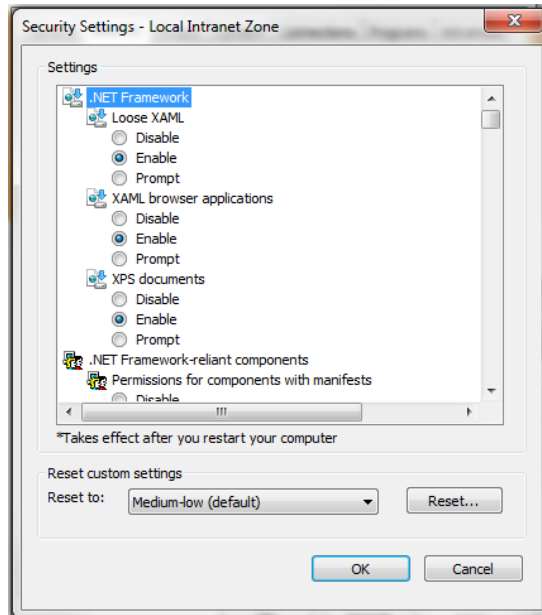 Security Settings - Local Intranet Zone
Settings
.NET Framework
Loose XAML
Disable
Enable
Prompt
XAML browser applications
Disable
Enable
Prompt
XPS documents
Disable
Enable
Prompt
.NET Framework-reliant components
Permissions for components with manifests
Disable
*Takes effect after you restart your computer
Reset custom settings
Reset to: Medium-low (default) Reset...
OK Cancel